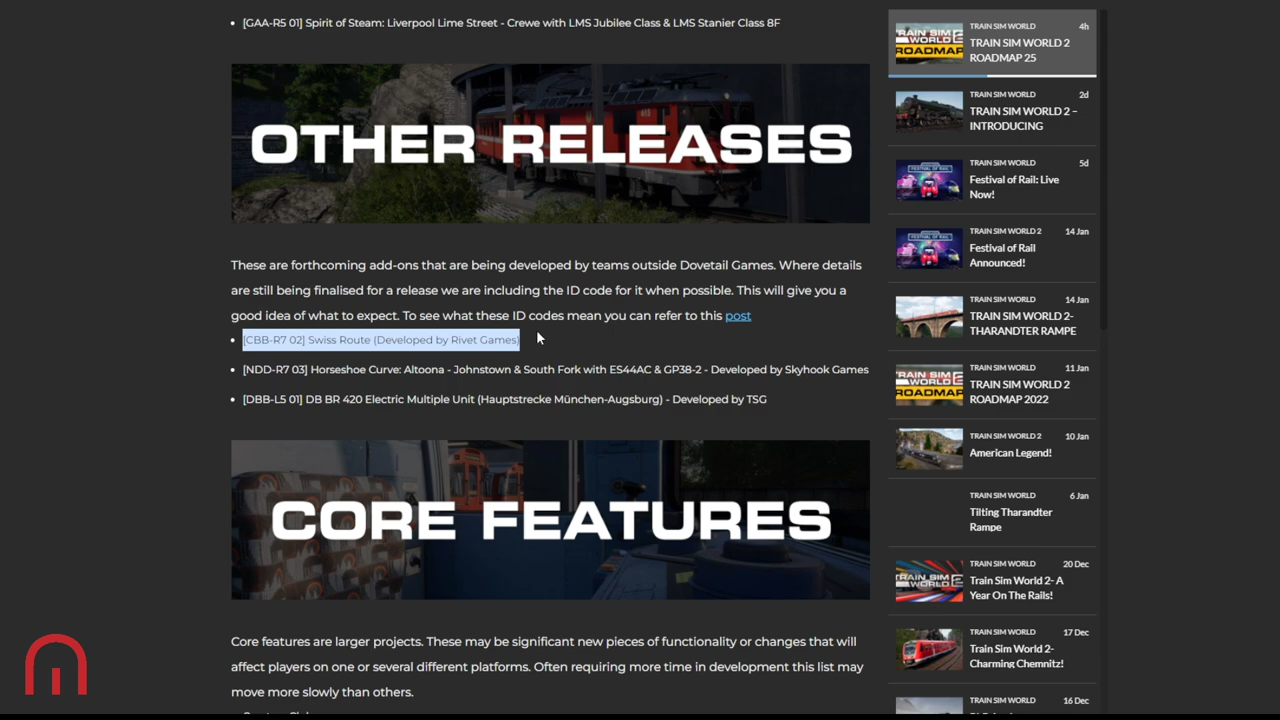 [GAA-R5 01] Spirit of Steam: Liverpool Lime Street - Crewe with LMS Jubilee Class & LMS Stanier Class 8F
OTHER RELEASES
These are forthcoming add-ons that are being developed by teams outside Dovetail Games. Where details
are still being finalised for a release we are including the ID code for it when possible. This will give you a
good idea of what to expect. To see what these ID codes mean you can refer to this post
[CBB-R7 02] Swiss Route (Developed by Rivet Games)
[NDD-R7 03] Horseshoe Curve: Altoona - Johnstown & South Fork with ES44AC & GP38-2 - Developed by Skyhook Games
[DBB-L5 01] DB BR 420 Electric Multiple Unit (Hauptstrecke München-Augsburg) - Developed by TSG
CORE FEATURES
Core features are larger projects. These may be significant new pieces of functionality or changes that will
affect players on one or several different platforms. Often requiring more time in development this list may
move more slowly than others.
TRAIN SIM WORLD 4h
TRAIN SIM WORLD 2
ROADMAP 25
TRAIN SIM WORLD 2d
TRAIN SIM WORLD 2 –
INTRODUCING
TRAIN SIM WORLD 5d
Festival of Rail: Live
Now!
TRAIN SIM WORLD 2 14 Jan
Festival of Rail
Announced!
TRAIN SIM WORLD 14 Jan
TRAIN SIM WORLD 2-
THARANDTER RAMPE
TRAIN SIM WORLD 11 Jan
TRAIN SIM WORLD 2
ROADMAP 2022
TRAIN SIM WORLD 2 10 Jan
American Legend!
TRAIN SIM WORLD 6 Jan
Tilting Tharandter
Rampe
TRAIN SIM WORLD 20 Dec
Train Sim World 2- A
Year On The Rails!
TRAIN SIM WORLD 17 Dec
Train Sim World 2-
Charming Chemnitz!
TRAIN SIM WORLD 16 Dec